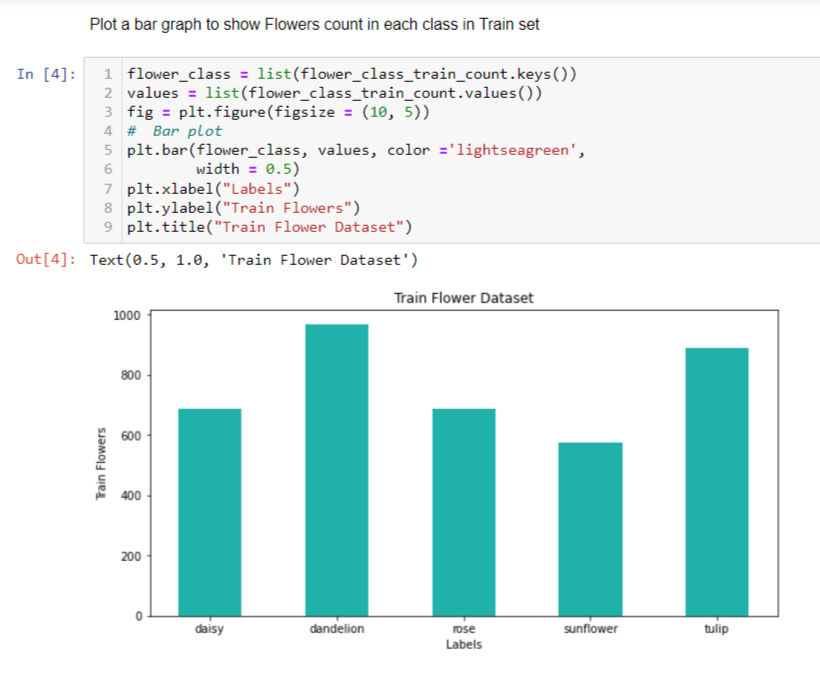 Plot a bar graph to show Flowers count in each class in Train set
In [4]:
1 flower_class = list(flower_class_train_count.keys())
2 values = list(flower_class_train_count.values())
3 fig = plt.figure(figsize = (10, 5))
4 #  Bar plot
5 plt.bar(flower_class, values, color ='lightseagreen',
6         width = 0.5)
7 plt.xlabel("Labels")
8 plt.ylabel("Train Flowers")
9 plt.title("Train Flower Dataset")
Out[4]: Text(0.5, 1.0, 'Train Flower Dataset')
Train Flower Dataset
1000
800
600
400
200
0
Train Flowers
daisy dandelion rose sunflower tulip
Labels